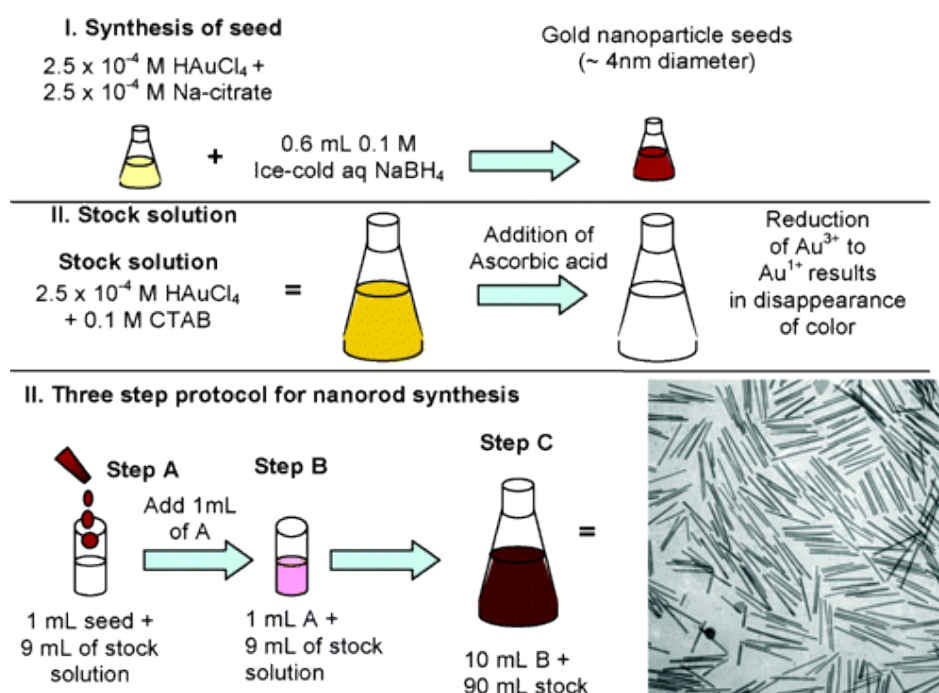 I. Synthesis of seed
2.5 x 10⁻⁴ M HAuCl₄ +
2.5 x 10⁻⁴ M Na-citrate
+
0.6 mL 0.1 M
Ice-cold aq NaBH₄
Gold nanoparticle seeds
(~ 4nm diameter)
II. Stock solution
Stock solution
2.5 x 10⁻⁴ M HAuCl₄
+ 0.1 M CTAB
=
Addition of
Ascorbic acid
Reduction
of Au³⁺ to
Au¹⁺ results
in disappearance
of color
II. Three step protocol for nanorod synthesis
Step A
1 mL seed +
9 mL of stock
solution
Add 1mL
of A
Step B
1 mL A +
9 mL of stock
solution
Step C
10 mL B +
90 mL stock
=